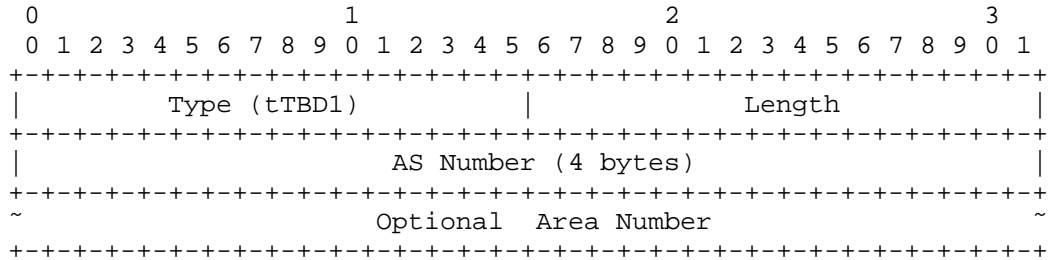 0                   1                   2                   3
 0 1 2 3 4 5 6 7 8 9 0 1 2 3 4 5 6 7 8 9 0 1 2 3 4 5 6 7 8 9 0 1
+-+-+-+-+-+-+-+-+-+-+-+-+-+-+-+-+-+-+-+-+-+-+-+-+-+-+-+-+-+-+-+-+
|         Type (tTBD1)          |             Length            |
+-+-+-+-+-+-+-+-+-+-+-+-+-+-+-+-+-+-+-+-+-+-+-+-+-+-+-+-+-+-+-+-+
|                       AS Number (4 bytes)                     |
+-+-+-+-+-+-+-+-+-+-+-+-+-+-+-+-+-+-+-+-+-+-+-+-+-+-+-+-+-+-+-+-+
~                      Optional  Area Number                    ~
+-+-+-+-+-+-+-+-+-+-+-+-+-+-+-+-+-+-+-+-+-+-+-+-+-+-+-+-+-+-+-+-+